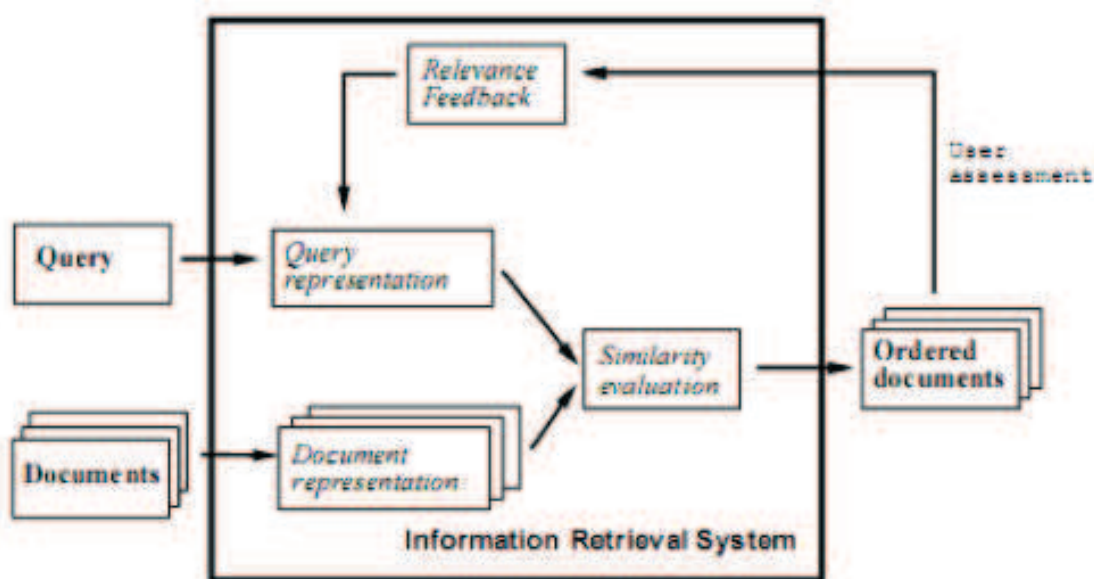 Relevance
Feedback
User
assessment
Query
Query
representation
Similarity
evaluation
Ordered
documents
Documents
Document
representation
Information Retrieval System